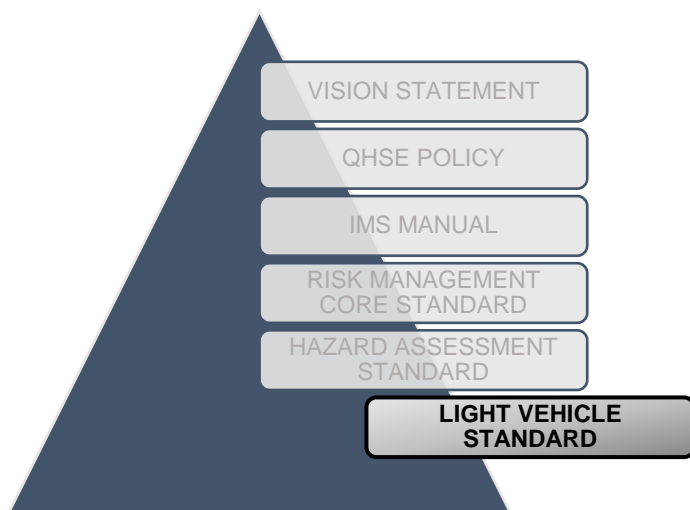 VISION STATEMENT
QHSE POLICY
IMS MANUAL
RISK MANAGEMENT
CORE STANDARD
HAZARD ASSESSMENT
STANDARD
LIGHT VEHICLE
STANDARD